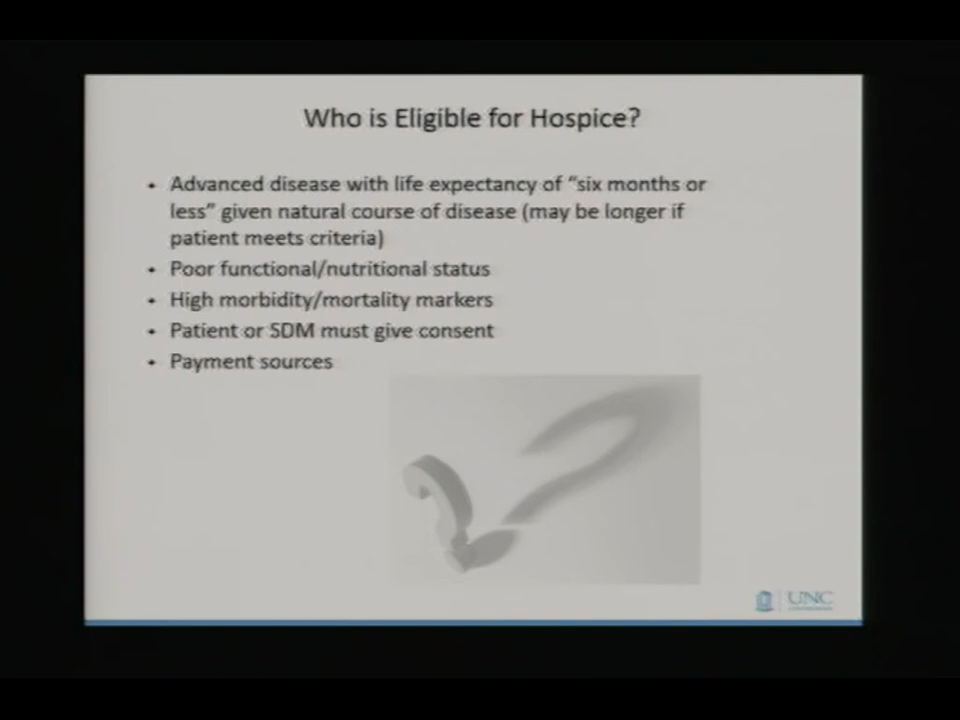 Who is Eligible for Hospice?
• Advanced disease with life expectancy of “six months or
less” given natural course of disease (may be longer if
patient meets criteria)
• Poor functional/nutritional status
• High morbidity/mortality markers
• Patient or SDM must give consent
• Payment sources
UNC